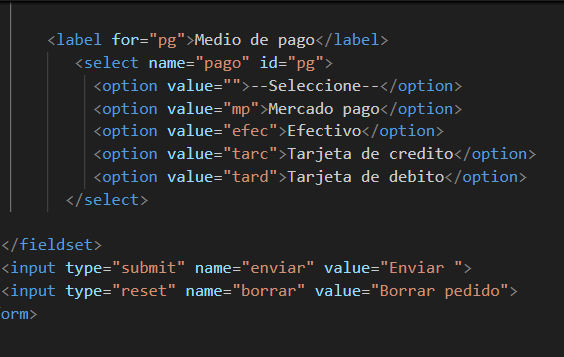 <label for="pg">Medio de pago</label>
<select name="pago" id="pg">
<option value="">--Seleccione--</option>
<option value="mp">Mercado pago</option>
<option value="efec">Efectivo</option>
<option value="tarc">Tarjeta de credito</option>
<option value="tard">Tarjeta de debito</option>
</select>
</fieldset>
<input type="submit" name="enviar" value="Enviar ">
<input type="reset" name="borrar" value="Borrar pedido">
orm>